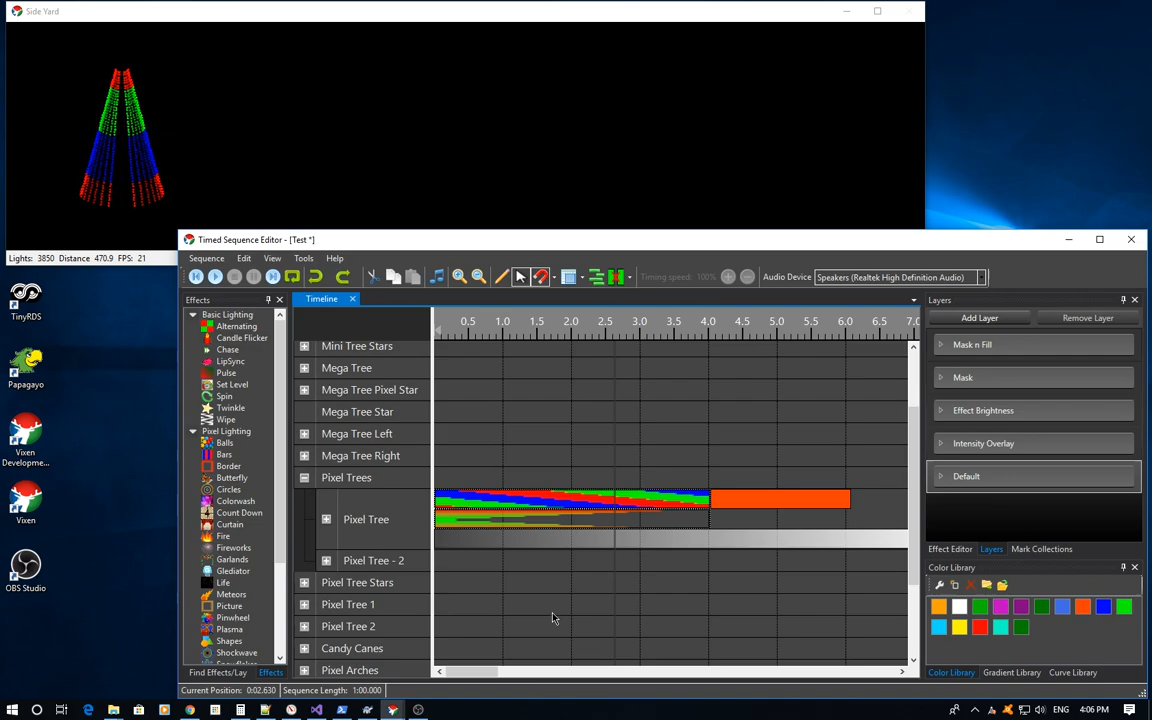 Side Yard
Lights: 3850 Distance 470.9 FPS: 21
TinyRDS
Papagayo
Vixen
Developme...
Vixen
OBS Studio
Timed Sequence Editor - [Test *]
Sequence Edit View Tools Help
Timing speed: 100% Audio Device Speakers (Realtek High Definition Audio)
Effects
Basic Lighting
Alternating
Candle Flicker
Chase
LipSync
Pulse
Set Level
Spin
Twinkle
Wipe
Pixel Lighting
Balls
Bars
Border
Butterfly
Circles
Colorwash
Count Down
Curtain
Fire
Fireworks
Garlands
Glediator
Life
Meteors
Picture
Pinwheel
Plasma
Shapes
Shockwave
Find Effects/Lay Effects
Timeline
0.5 1.0 1.5 2.0 2.5 3.0 3.5 4.0 4.5 5.0 5.5 6.0 6.5 7.0
Mini Tree Stars
Mega Tree
Mega Tree Pixel Star
Mega Tree Star
Mega Tree Left
Mega Tree Right
Pixel Trees
Pixel Tree
Pixel Tree - 2
Pixel Tree Stars
Pixel Tree 1
Pixel Tree 2
Candy Canes
Pixel Arches
Layers
Add Layer Remove Layer
Mask n Fill
Mask
Effect Brightness
Intensity Overlay
Default
Effect Editor Layers Mark Collections
Color Library
Color Library Gradient Library Curve Library
Current Position: 0:02.630 Sequence Length: 1:00.000
ENG 4:06 PM